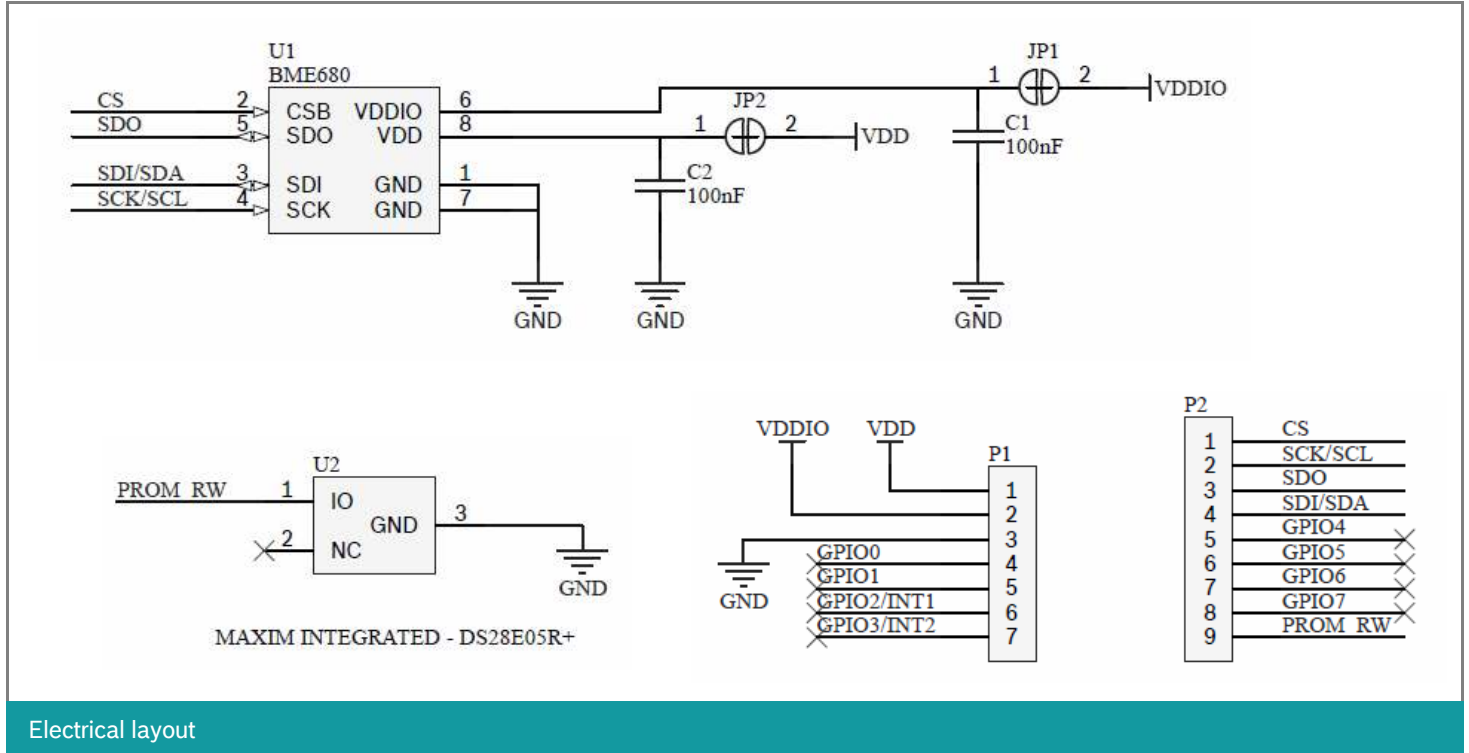 U1
BME680
CS 2 CSB VDDIO 6
SDO 5 SDO VDD 8
SDI/SDA 3 SDI GND 1
SCK/SCL 4 SCK GND 7
GND
JP2
1 2 VDD
C2
100nF
GND
JP1
1 2 VDDIO
C1
100nF
GND
U2
PROM RW 1 IO
GND 3
2 NC
GND
MAXIM INTEGRATED - DS28E05R+
VDDIO VDD
P1
1
2
3
GPIO0 4
GPIO1 5
GPIO2/INT1 6
GPIO3/INT2 7
GND
P2
1 CS
2 SCK/SCL
3 SDO
4 SDI/SDA
5 GPIO4
6 GPIO5
7 GPIO6
8 GPIO7
9 PROM RW
Electrical layout